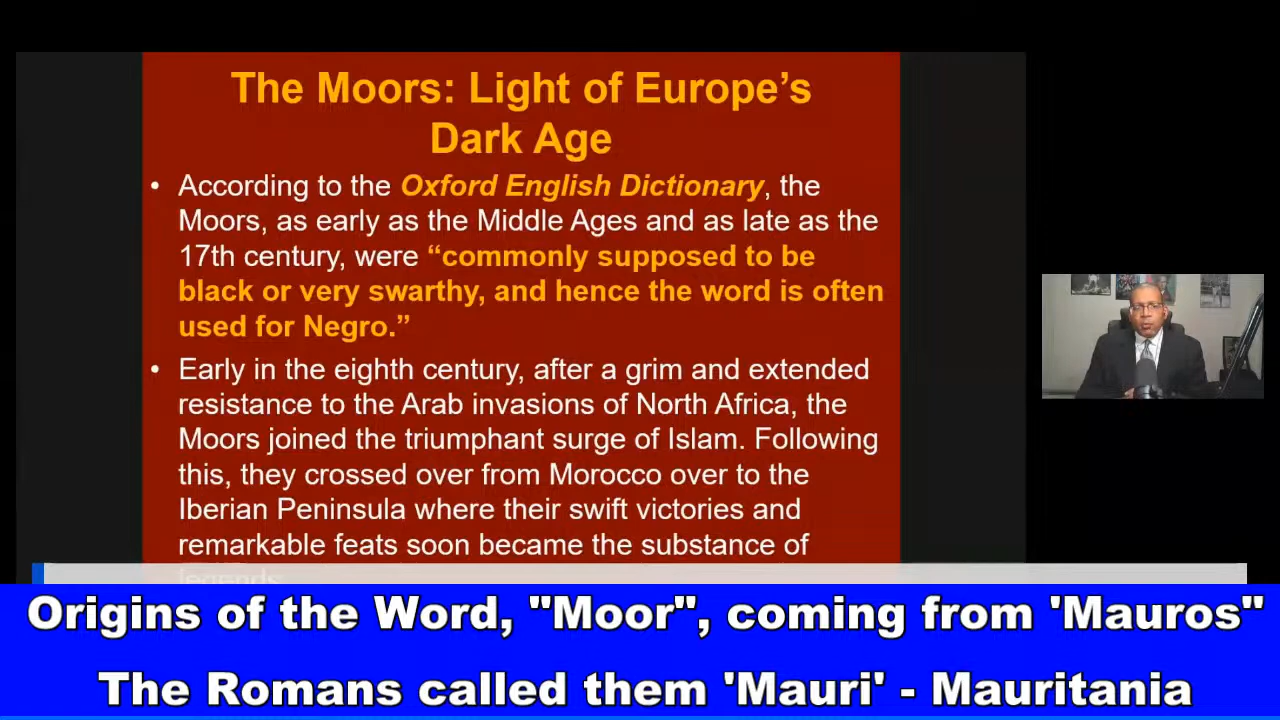 The Moors: Light of Europe's
Dark Age
• According to the Oxford English Dictionary, the
Moors, as early as the Middle Ages and as late as the
17th century, were “commonly supposed to be
black or very swarthy, and hence the word is often
used for Negro.”
• Early in the eighth century, after a grim and extended
resistance to the Arab invasions of North Africa, the
Moors joined the triumphant surge of Islam. Following
this, they crossed over from Morocco over to the
Iberian Peninsula where their swift victories and
remarkable feats soon became the substance of
legends
Origins of the Word, "Moor", coming from 'Mauros"
The Romans called them 'Mauri' - Mauritania